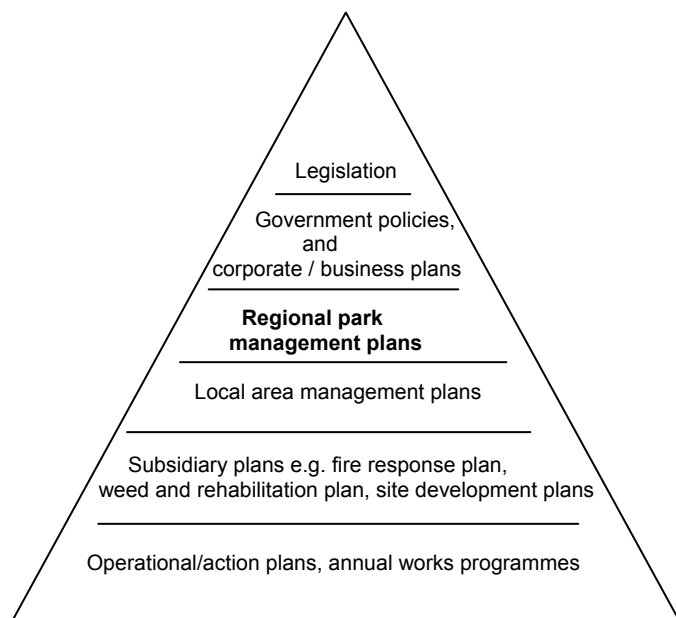 Legislation
Government policies,
and
corporate / business plans
Regional park
management plans
Local area management plans
Subsidiary plans e.g. fire response plan,
weed and rehabilitation plan, site development plans
Operational/action plans, annual works programmes